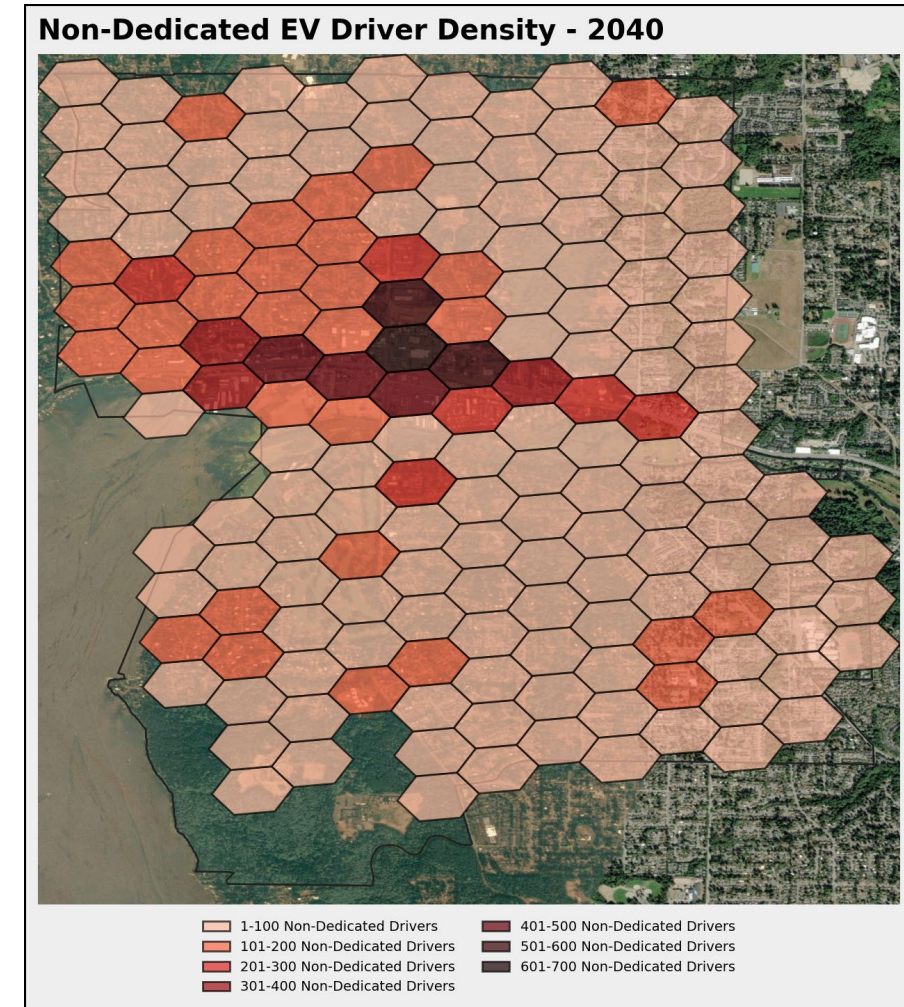 Non-Dedicated EV Driver Density - 2040
1-100 Non-Dedicated Drivers
101-200 Non-Dedicated Drivers
201-300 Non-Dedicated Drivers
301-400 Non-Dedicated Drivers
401-500 Non-Dedicated Drivers
501-600 Non-Dedicated Drivers
601-700 Non-Dedicated Drivers